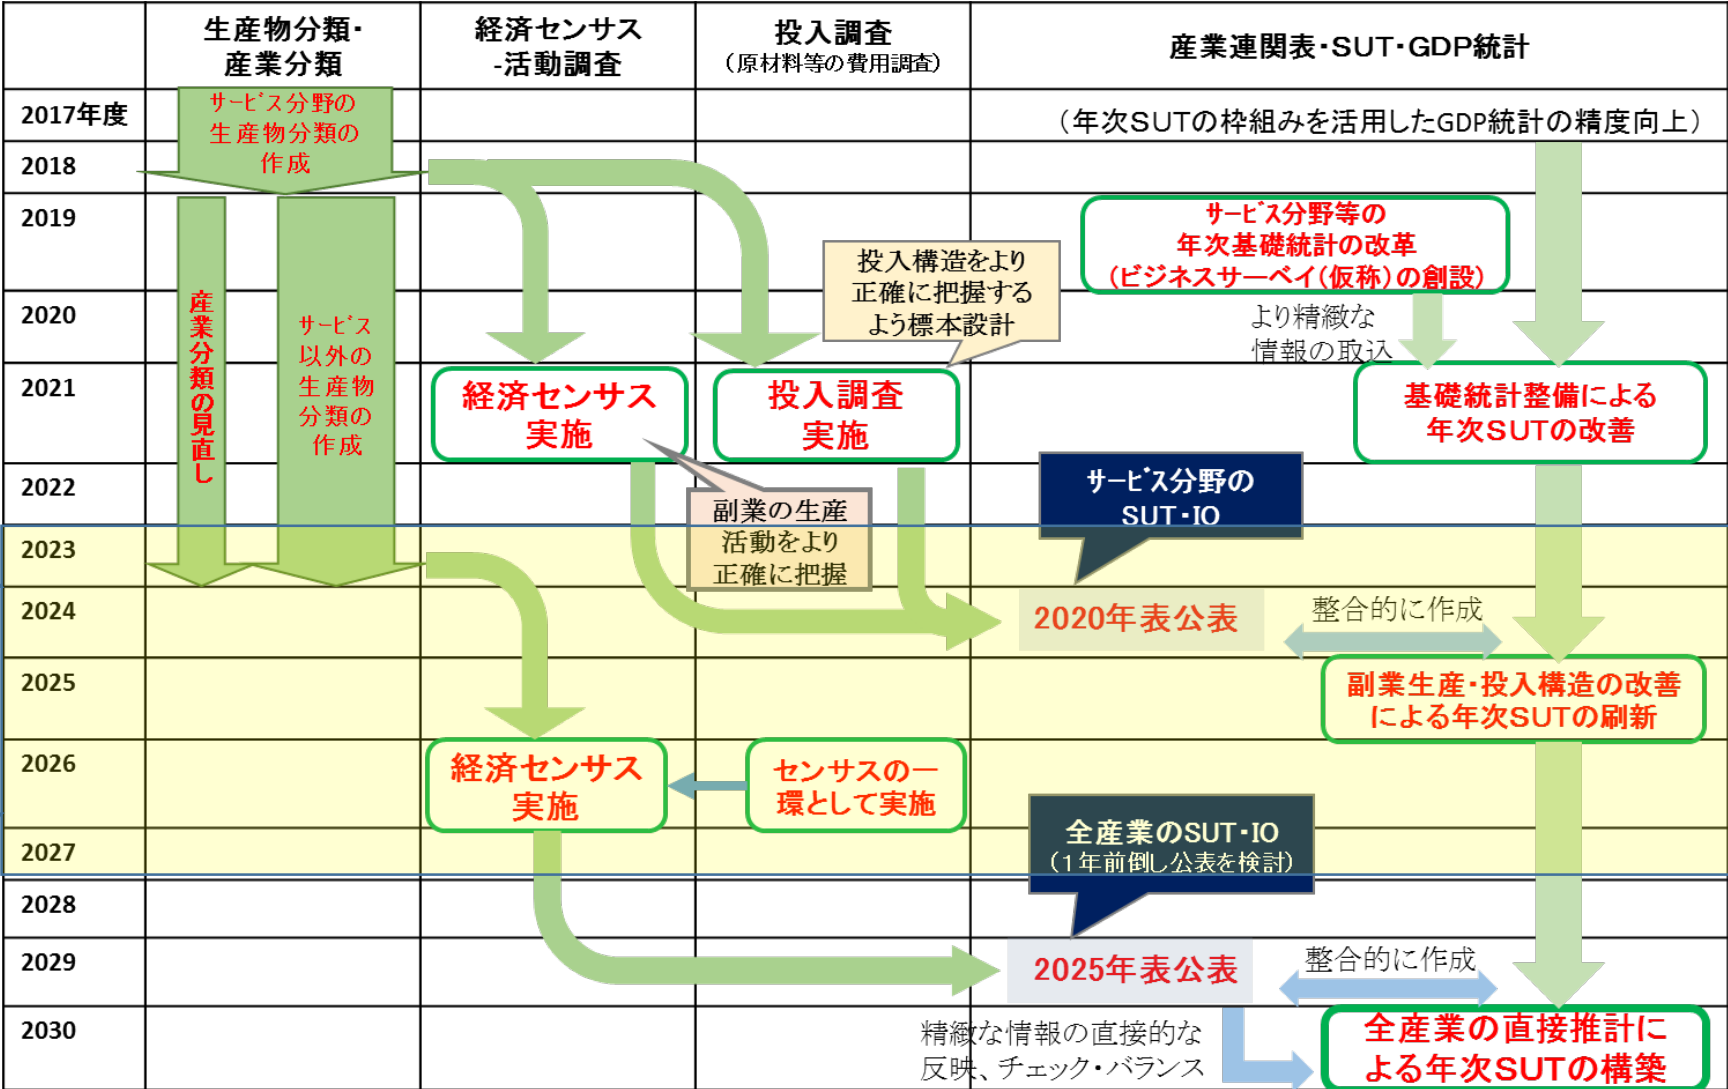 生産物分類・
産業分類
経済センサス
-活動調査
投入調査
（原材料等の費用調査）
産業連関表・SUT・GDP統計
2017年度
サービス分野の
生産物分類の
作成
（年次SUTの枠組みを活用したGDP統計の精度向上）
2018
2019
サービス分野等の
年次基礎統計の改革
（ビジネスサーベイ（仮称）の創設）
投入構造をより
正確に把握する
よう標本設計
産業分類の見直し
サービス
以外の
生産物
分類の
作成
2020
より精緻な
情報の取込
2021
経済センサス
実施
投入調査
実施
基礎統計整備による
年次SUTの改善
2022
サービス分野の
SUT・IO
副業の生産
活動をより
正確に把握
2023
2024
2020年表公表
整合的に作成
2025
副業生産・投入構造の改善
による年次SUTの刷新
2026
経済センサス
実施
センサスの一
環として実施
2027
全産業のSUT・IO
（１年前倒し公表を検討）
2028
2029
2025年表公表
整合的に作成
2030
精緻な情報の直接的な
反映、チェック・バランス
全産業の直接推計に
よる年次SUTの構築